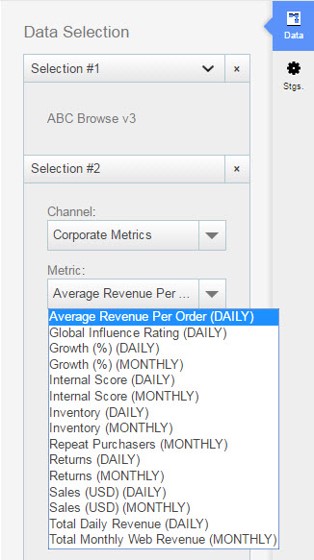 Data Selection
Data
Selection #1
×
Stgs.
ABC Browse v3
Selection #2
×
Channel:
Corporate Metrics
Metric:
Average Revenue Per ...
Average Revenue Per Order (DAILY)
Global Influence Rating (DAILY)
Growth (%) (DAILY)
Growth (%) (MONTHLY)
Internal Score (DAILY)
Internal Score (MONTHLY)
Inventory (DAILY)
Inventory (MONTHLY)
Repeat Purchasers (MONTHLY)
Returns (DAILY)
Returns (MONTHLY)
Sales (USD) (DAILY)
Sales (USD) (MONTHLY)
Total Daily Revenue (DAILY)
Total Monthly Web Revenue (MONTHLY)